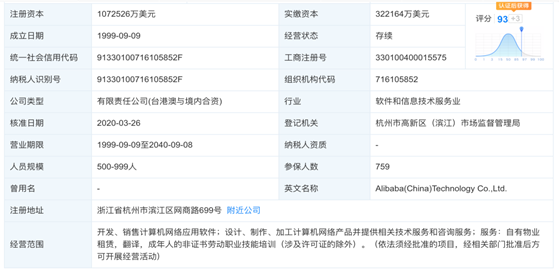 注册资本 1072526万美元 实缴资本 322164万美元
认证后获得
评分 93 +3
成立日期 1999-09-09 经营状态 存续
统一社会信用代码 91330100716105852F 工商注册号 330100400015575
纳税人识别号 91330100716105852F 组织机构代码 716105852
公司类型 有限责任公司(台港澳与境内合资) 行业 软件和信息技术服务业
核准日期 2020-03-26 登记机关 杭州市高新区（滨江）市场监督管理局
营业期限 1999-09-09至2040-09-08 纳税人资质 -
人员规模 500-999人 参保人数 759
曾用名 - 英文名称 Alibaba(China)Technology Co.,Ltd.
注册地址 浙江省杭州市滨江区网商路699号 附近公司
经营范围
开发、销售计算机网络应用软件；设计、制作、加工计算机网络产品并提供相关技术服务和咨询服务；服务：自有物业
租赁，翻译，成年人的非证书劳动职业技能培训（涉及许可证的除外）。（依法须经批准的项目，经相关部门批准后方
可开展经营活动）